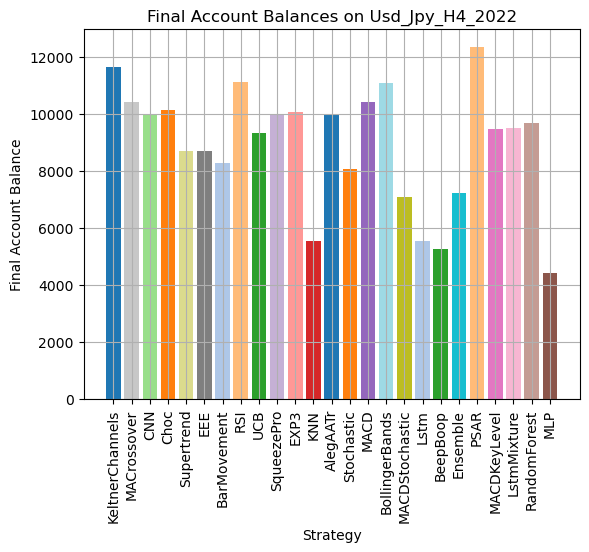 Final Account Balances on Usd_Jpy_H4_2022
Final Account Balance
12000
10000
8000
6000
4000
2000
0
KeltnerChannels
MACrossover
CNN
Choc
Supertrend
EEE
BarMovement
RSI
UCB
SqueezePro
EXP3
KNN
AlegAATr
Stochastic
MACD
BollingerBands
MACDStochastic
Lstm
BeepBoop
Ensemble
PSAR
MACDKeyLevel
LstmMixture
RandomForest
MLP
Strategy